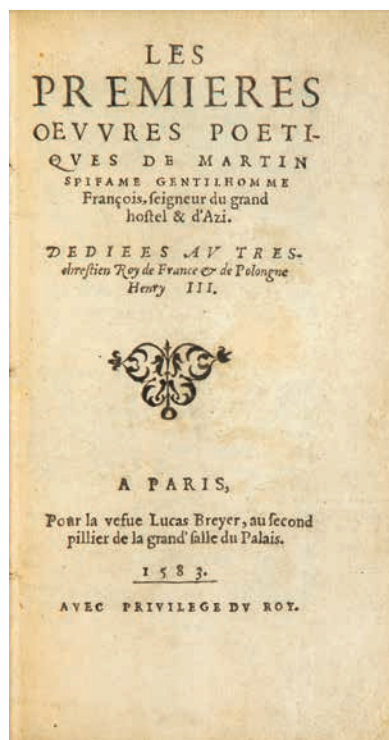 LES
PREMIERES
OEVVRES POETI-
QVES DE MARTIN
SPIFAME GENTILHOMME
François, ſeigneur du grand
hoſtel & d'Azi.
DEDIEES AV TRES-
chreſtien Roy de France & de Polongne
Henry III.
A PARIS,
Pour la vefue Lucas Breyer, au ſecond
pillier de la grand' ſalle du Palais.
1583.
AVEC PRIVILEGE DV ROY.